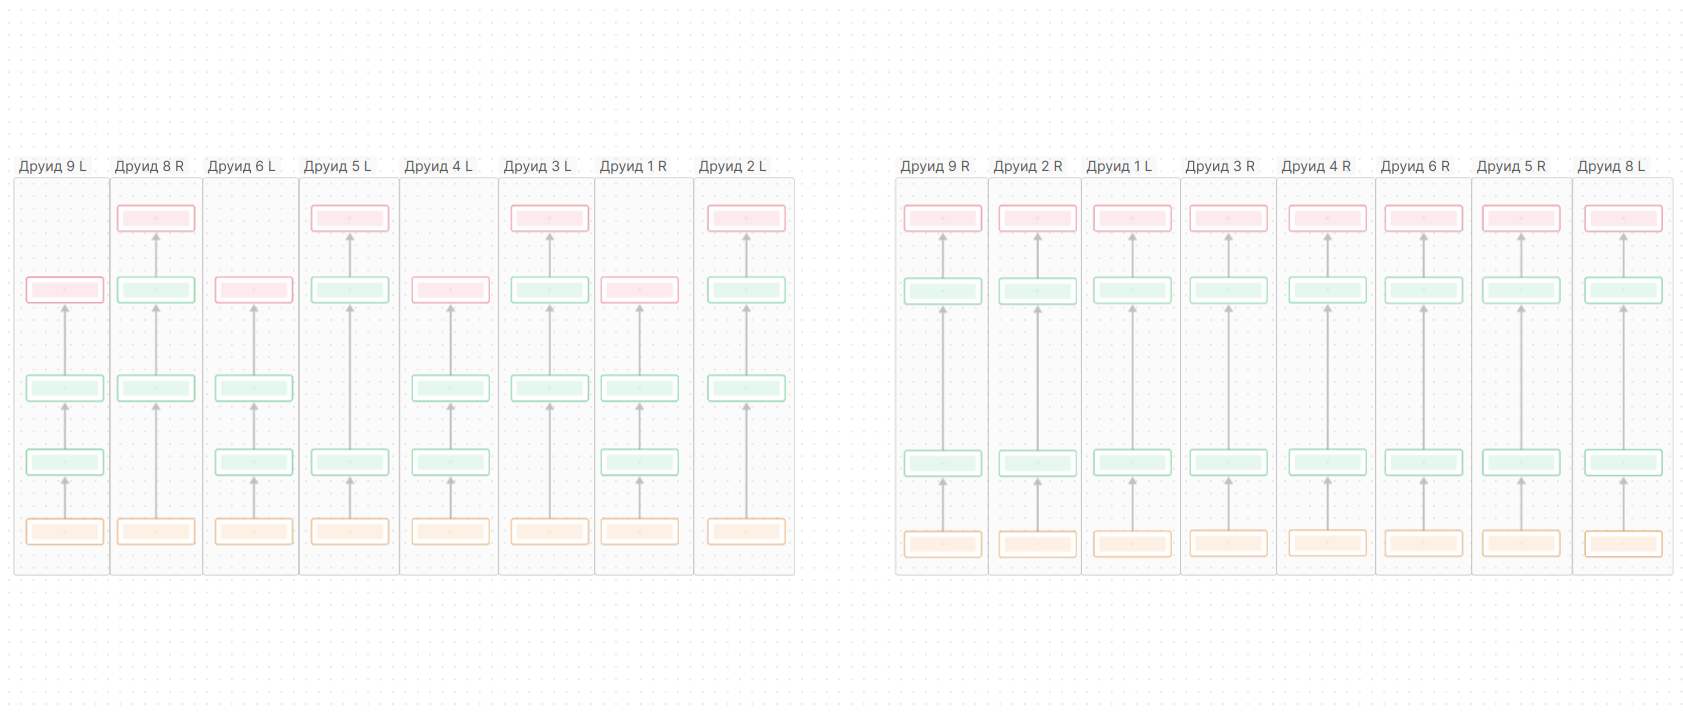 Друид 9 L
Друид 8 R
Друид 6 L
Друид 5 L
Друид 4 L
Друид 3 L
Друид 1 R
Друид 2 L
Друид 9 R
Друид 2 R
Друид 1 L
Друид 3 R
Друид 4 R
Друид 6 R
Друид 5 R
Друид 8 L